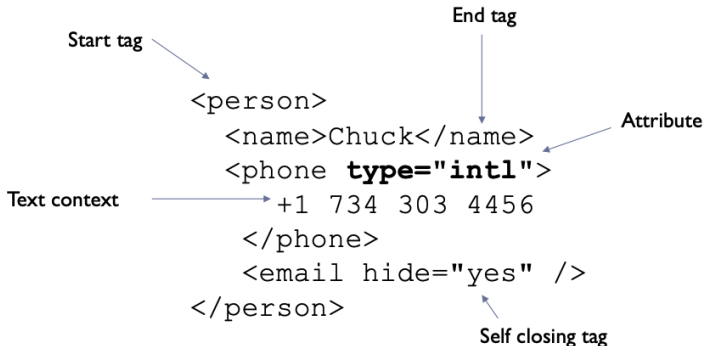 End tag
Start tag
<person>
<name>Chuck</name>
Attribute
<phone type="intl">
Text context
+1 734 303 4456
</phone>
<email hide="yes" />
</person>
Self closing tag